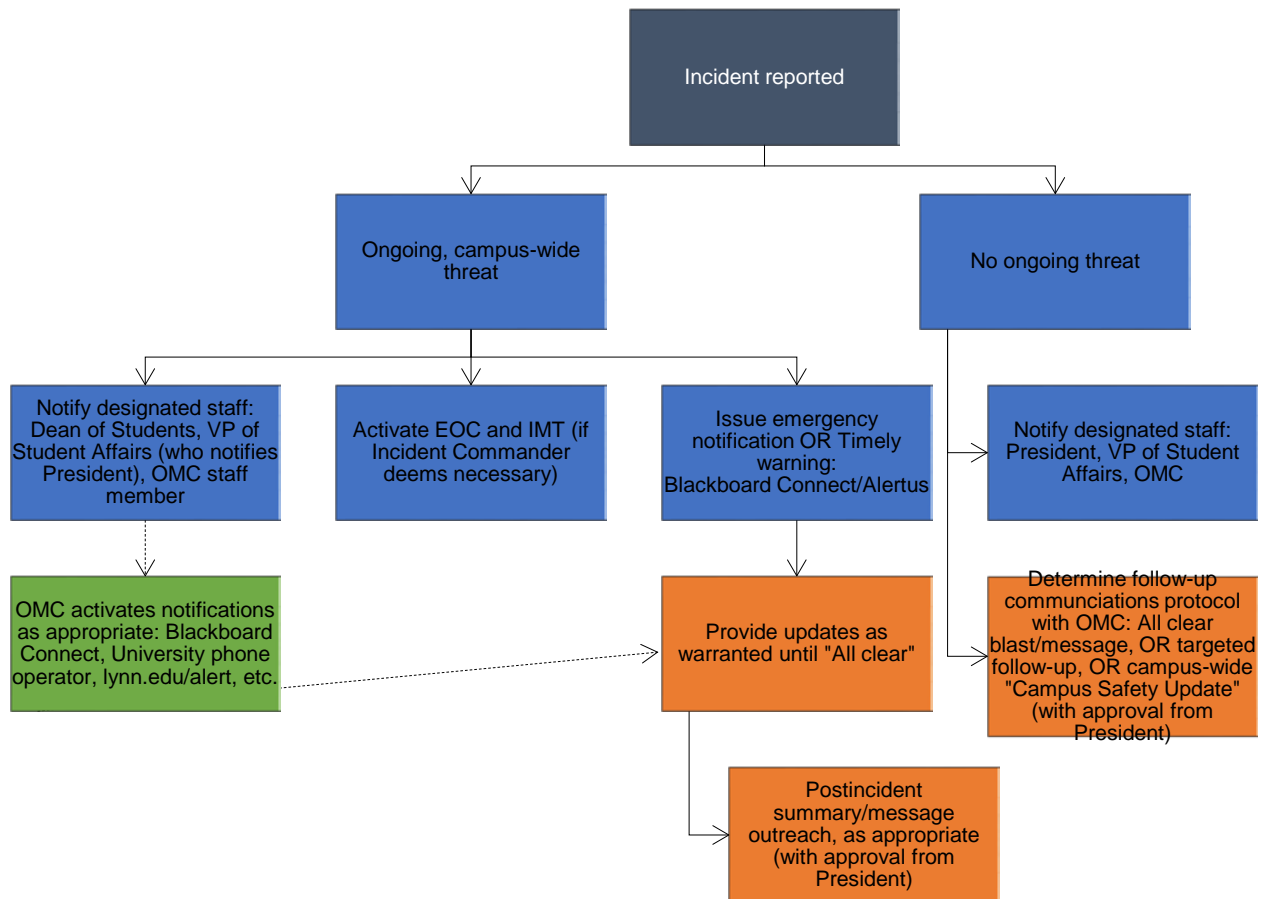 Incident reported
Ongoing, campus-wide
threat
No ongoing threat
Notify designated staff:
Dean of Students, VP of
Student Affairs (who notifies
President), OMC staff
member
Activate EOC and IMT (if
Incident Commander
deems necessary)
Issue emergency
notification OR Timely
warning:
Blackboard Connect/Alertus
Notify designated staff:
President, VP of Student
Affairs, OMC
OMC activates notifications
as appropriate: Blackboard
Connect, University phone
operator, lynn.edu/alert, etc.
Provide updates as
warranted until "All clear"
Determine follow-up
communciations protocol
with OMC: All clear
blast/message, OR targeted
follow-up, OR campus-wide
"Campus Safety Update"
(with approval from
President)
Postincident
summary/message
outreach, as appropriate
(with approval from
President)